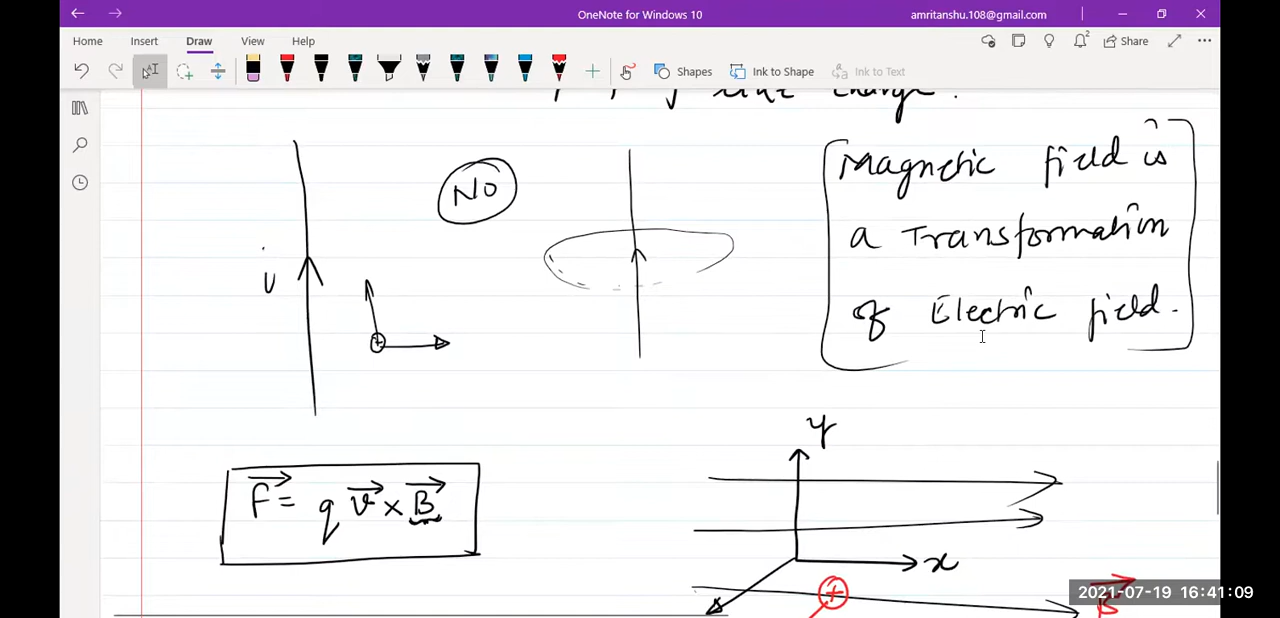 OneNote for Windows 10
amritanshu.108@gmail.com
Home Insert Draw View Help
Share
Shapes
Ink to Shape
Ink to Text
change.
NO
Magnetic field is
a Transformation
of Electric field.
i
y
F = q v × B
x
2021-07-19 16:41:09
B